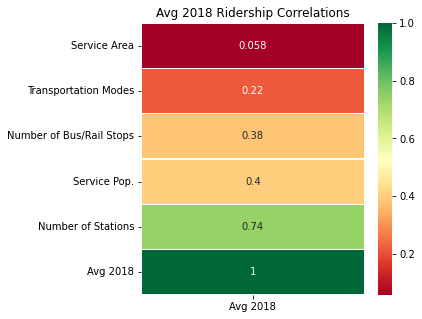 Avg 2018 Ridership Correlations
Service Area
0.058
Transportation Modes
0.22
Number of Bus/Rail Stops
0.38
Service Pop.
0.4
Number of Stations
0.74
Avg 2018
1
Avg 2018
1.0
0.8
0.6
0.4
0.2